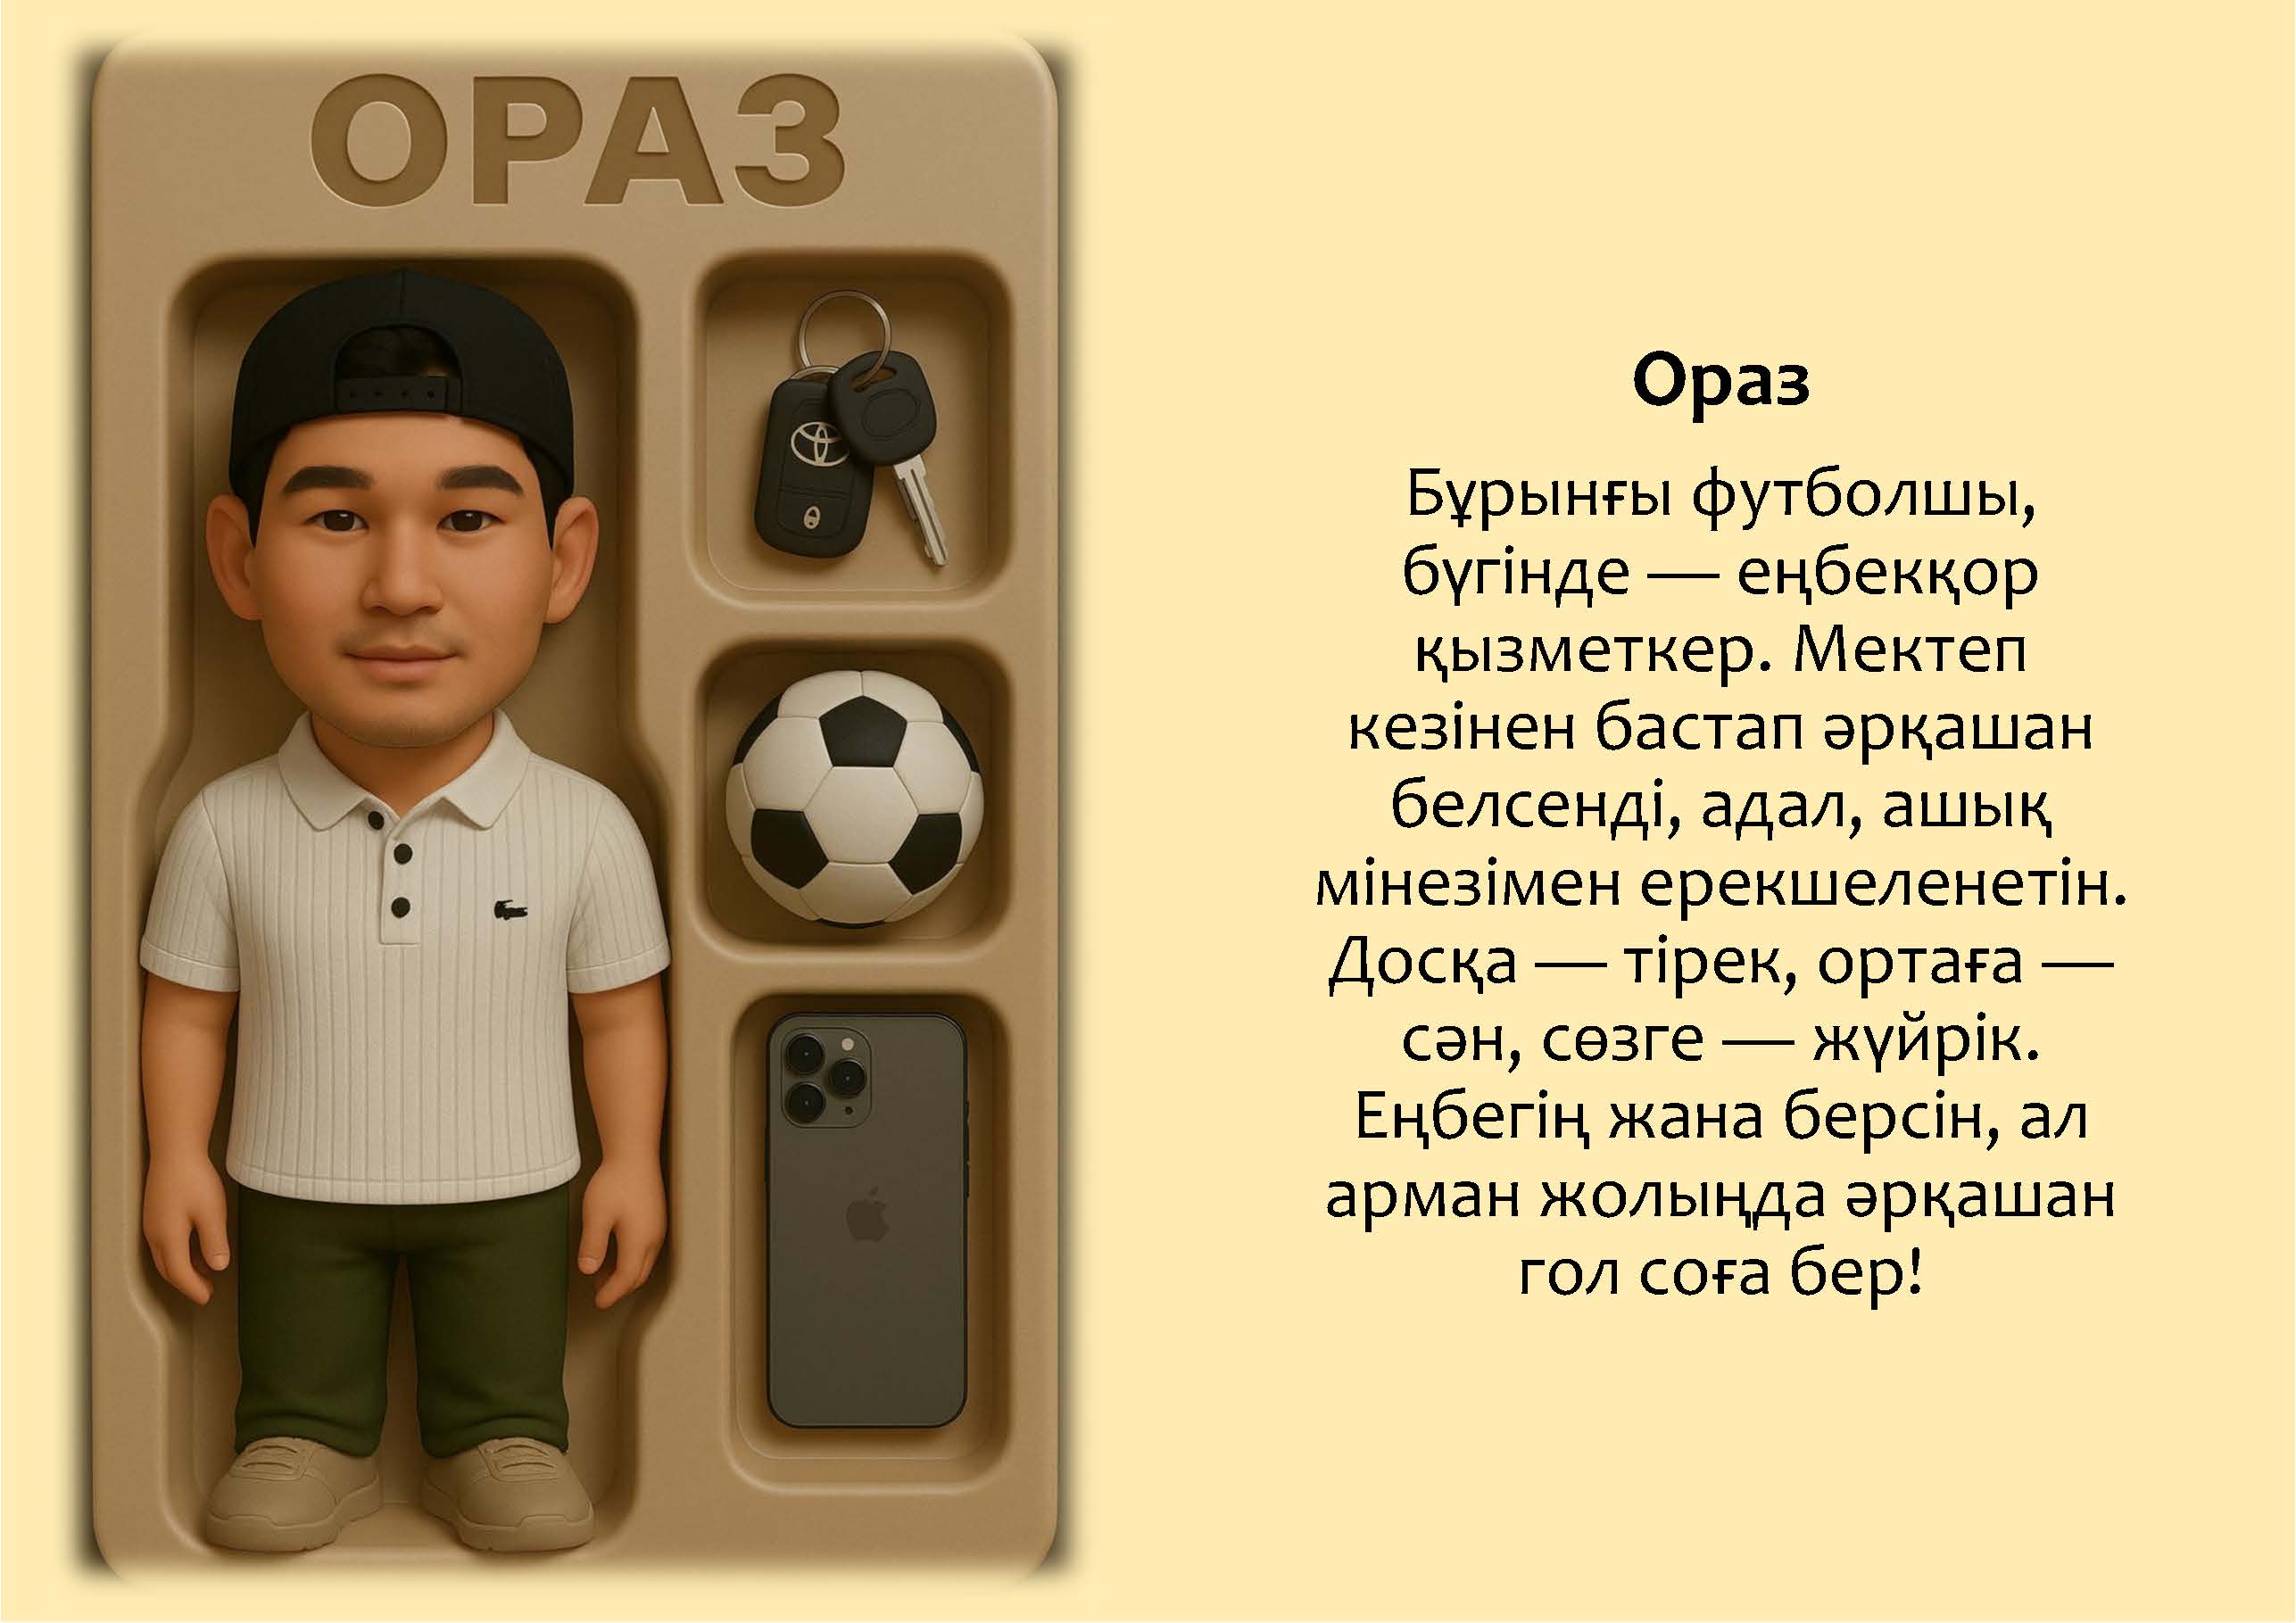 ОРАЗ
Ораз
Бұрынғы футболшы,
бүгінде — еңбекқор
қызметкер. Мектеп
кезінен бастап әрқашан
белсенді, адал, ашық
мінезімен ерекшеленетін.
Досқа — тірек, ортаға —
сән, сөзге — жүйрік.
Еңбегің жана берсін, ал
арман жолыңда әрқашан
гол соға бер!